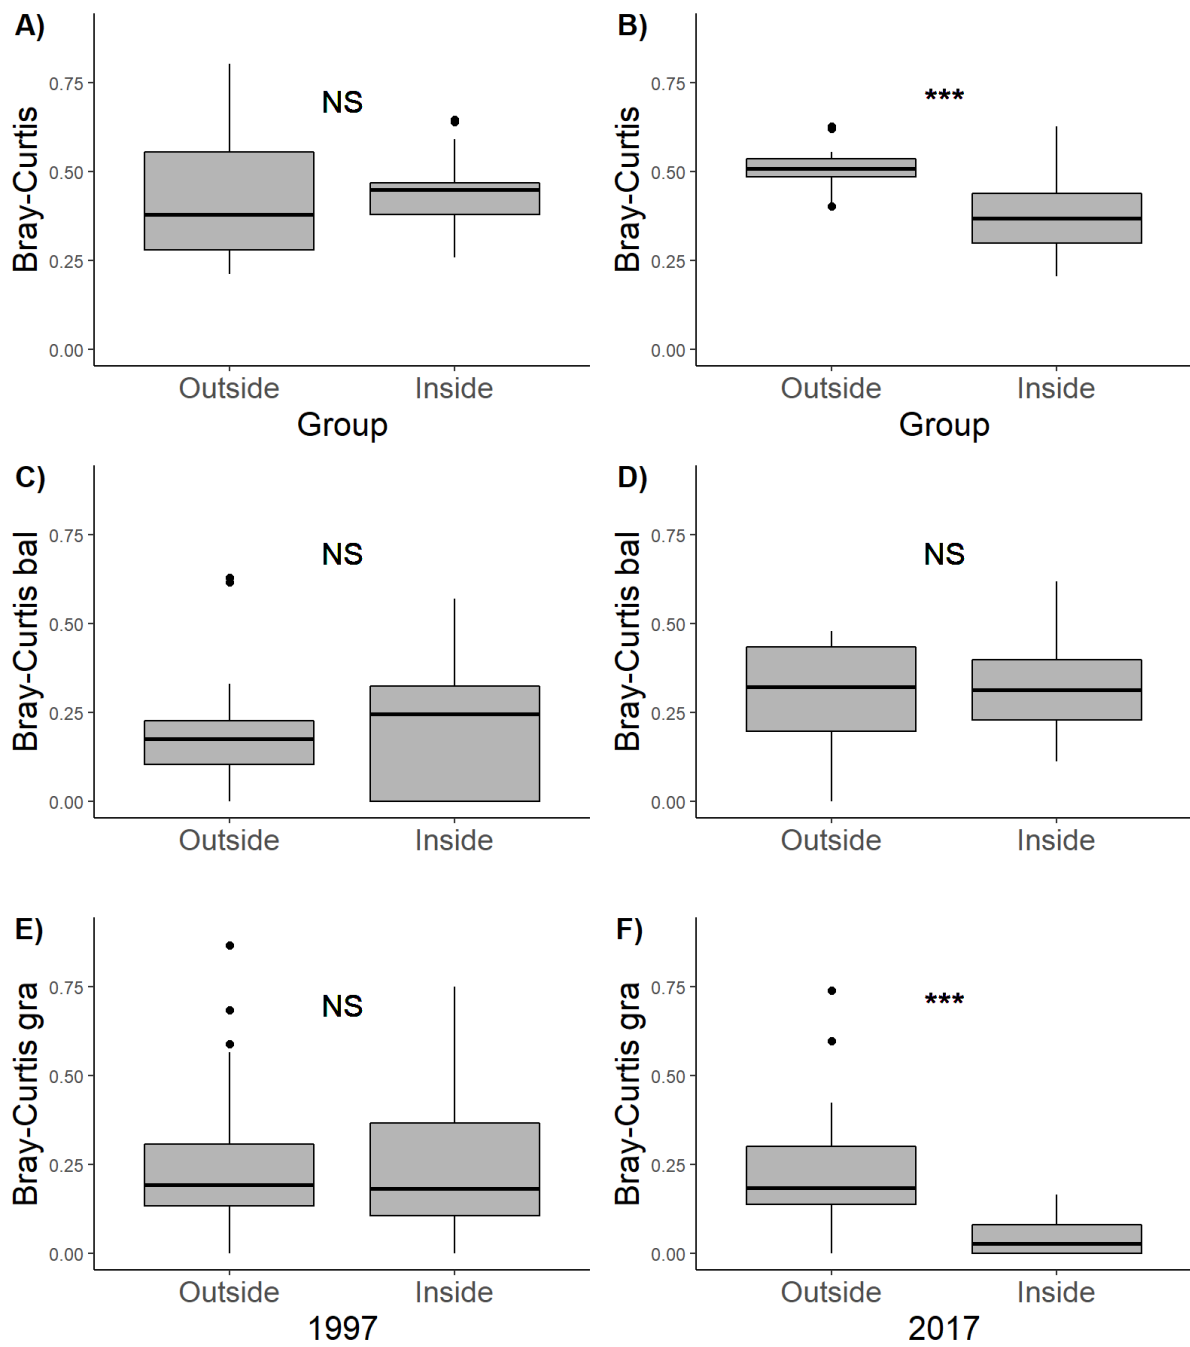 A)
Bray-Curtis
0.75
0.50
0.25
0.00
NS
Outside Inside
Group
B)
Bray-Curtis
0.75
0.50
0.25
0.00
***
Outside Inside
Group
C)
Bray-Curtis bal
0.75
0.50
0.25
0.00
NS
Outside Inside
D)
Bray-Curtis bal
0.75
0.50
0.25
0.00
NS
Outside Inside
E)
Bray-Curtis gra
0.75
0.50
0.25
0.00
NS
Outside Inside
1997
F)
Bray-Curtis gra
0.75
0.50
0.25
0.00
***
Outside Inside
2017